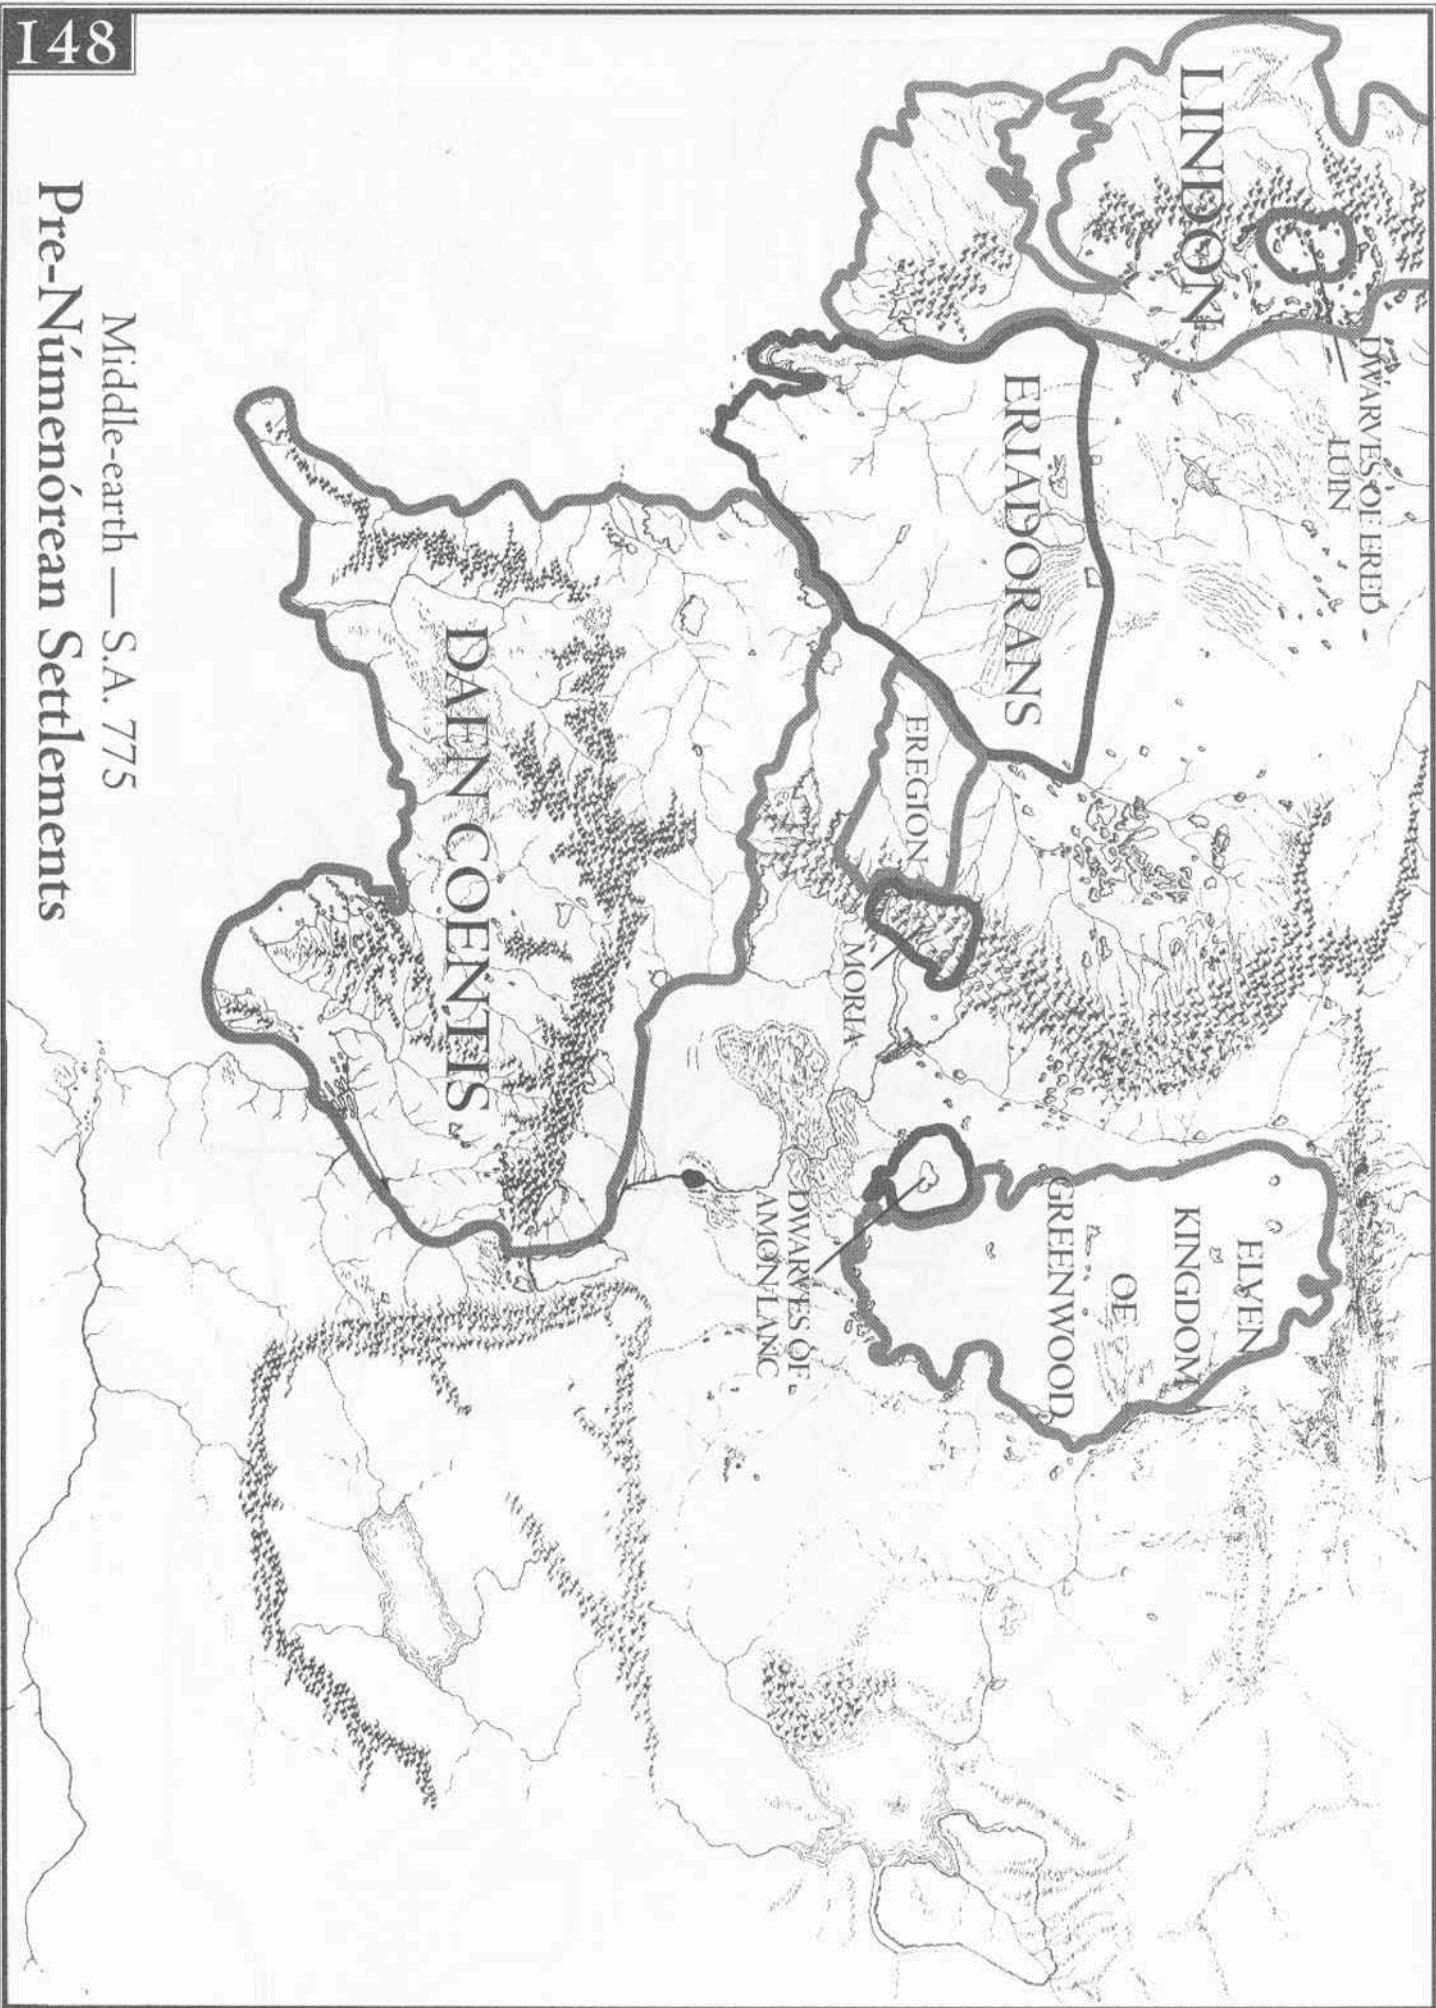 148
LINDON
DWARVES OF ERED
LUIN
ERIADORANS
EREGION
MORIA
ELVEN
KINGDOM
OF
GREENWOOD
DWARVES OF
AMON LANC
DAEN COENTIS
Middle-earth — S.A. 775
Pre-Númenórean Settlements